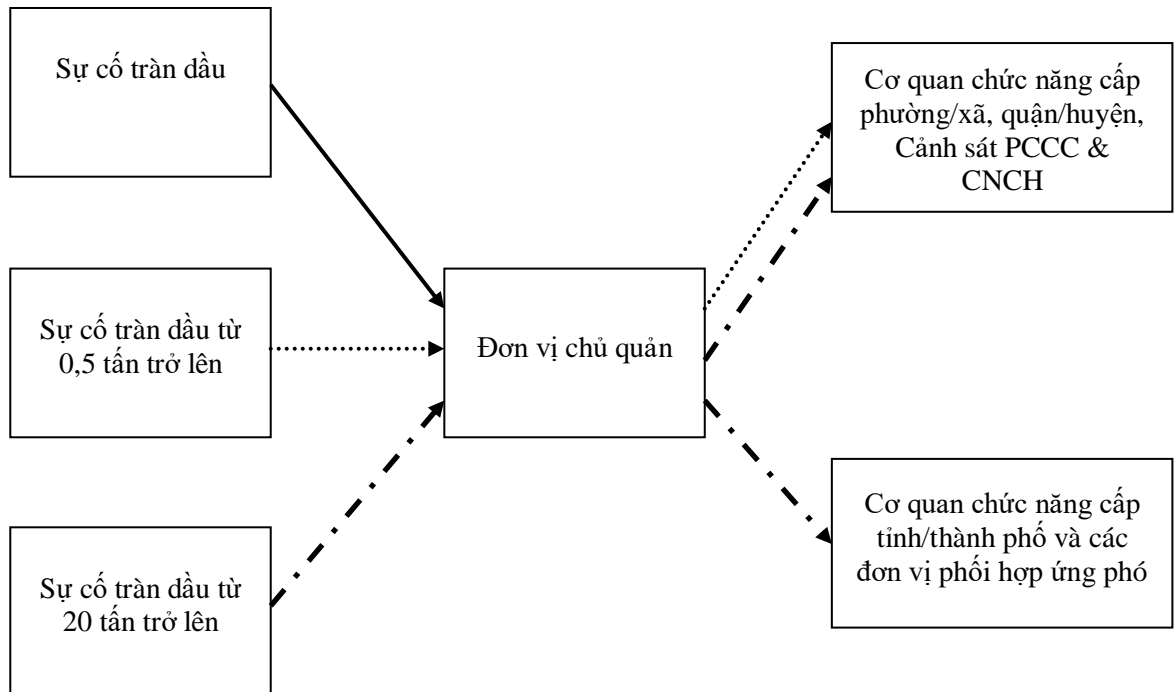 Sự cố tràn dầu
Sự cố tràn dầu từ
0,5 tấn trở lên
Sự cố tràn dầu từ
20 tấn trở lên
Đơn vị chủ quản
Cơ quan chức năng cấp
phường/xã, quận/huyện,
Cảnh sát PCCC &
CNCH
Cơ quan chức năng cấp
tỉnh/thành phố và các
đơn vị phối hợp ứng phó